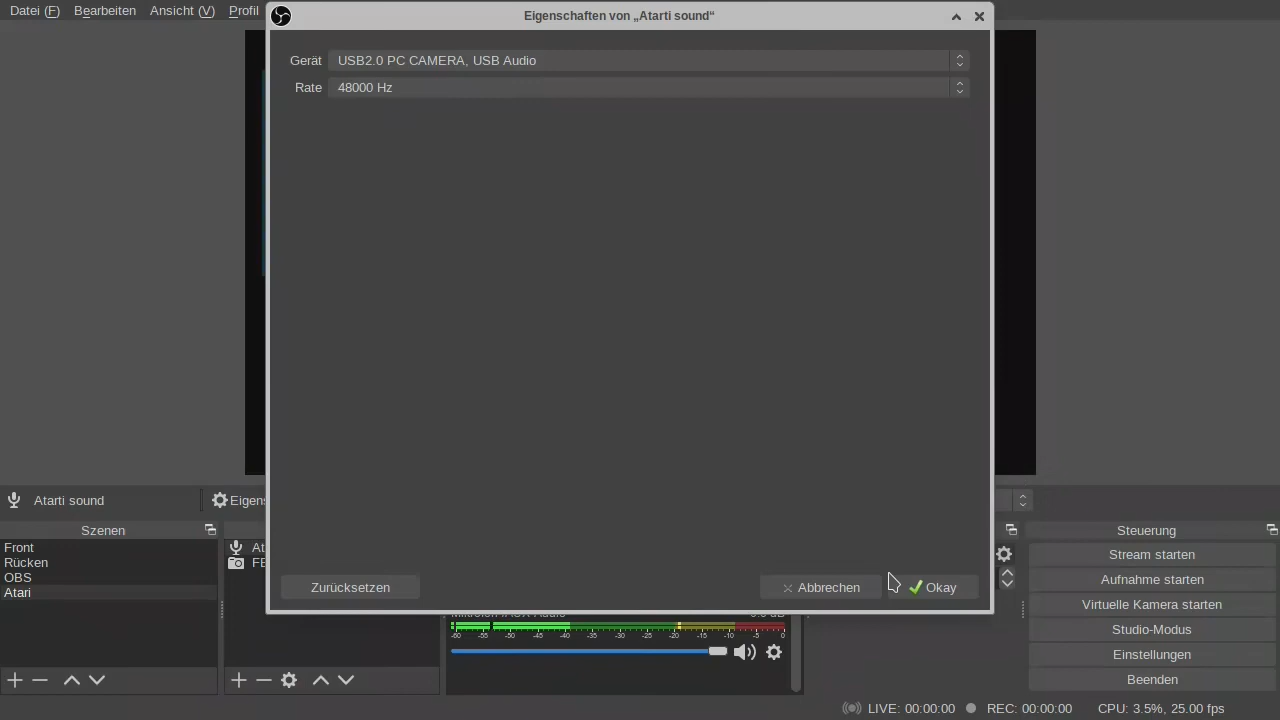 Datei (F) Bearbeiten Ansicht (V) Profil
Eigenschaften von „Atarti sound“
Gerät USB2.0 PC CAMERA, USB Audio
Rate 48000 Hz
Zurücksetzen Abbrechen Okay
Atarti sound
Szenen
Front
Rücken
OBS
Atari
-60 -55 -50 -45 -40 -35 -30 -25 -20 -15 -10 -5 0
Steuerung
Stream starten
Aufnahme starten
Virtuelle Kamera starten
Studio-Modus
Einstellungen
Beenden
LIVE: 00:00:00 REC: 00:00:00 CPU: 3.5%, 25.00 fps